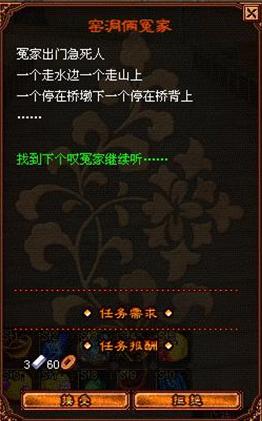 窑洞俩冤家
冤家出门急死人
一个走水边一个走山上
一个停在桥墩下一个停在桥背上
……
找到下个叹冤家继续听……
任务需求
任务报酬
3 60
接受
拒绝